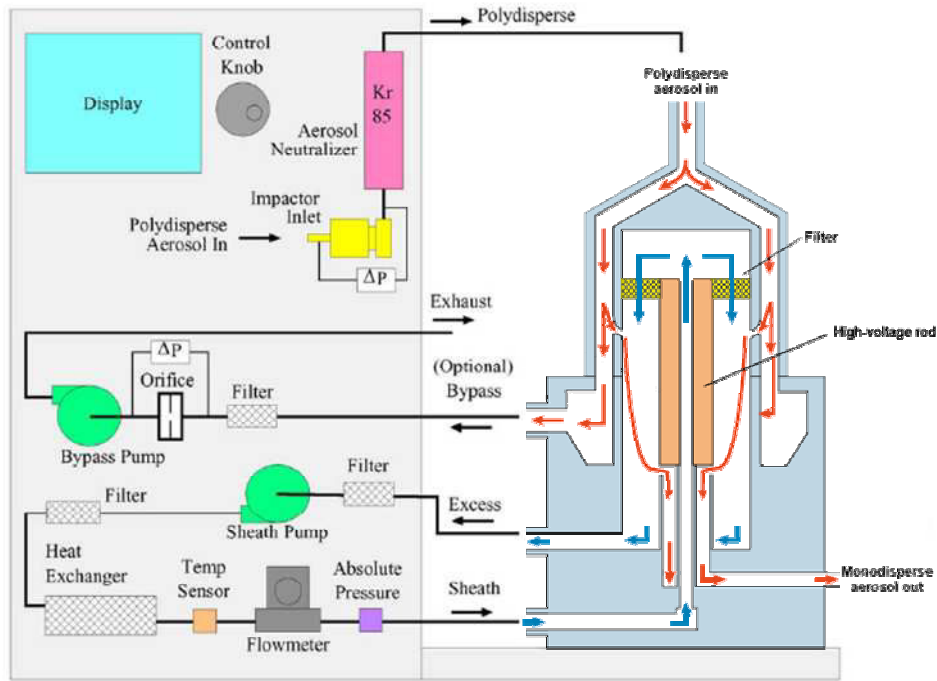 Polydisperse
Control
Knob
Display
Kr
85
Aerosol
Neutralizer
Polydisperse
aerosol in
Impactor
Inlet
Polydisperse
Aerosol In
ΔP
Filter
Exhaust
High-voltage rod
ΔP
Orifice
Filter
(Optional)
Bypass
Bypass Pump
Filter
Filter
Sheath Pump
Excess
Heat
Exchanger
Temp
Sensor
Absolute
Pressure
Sheath
Flowmeter
Monodisperse
aerosol out